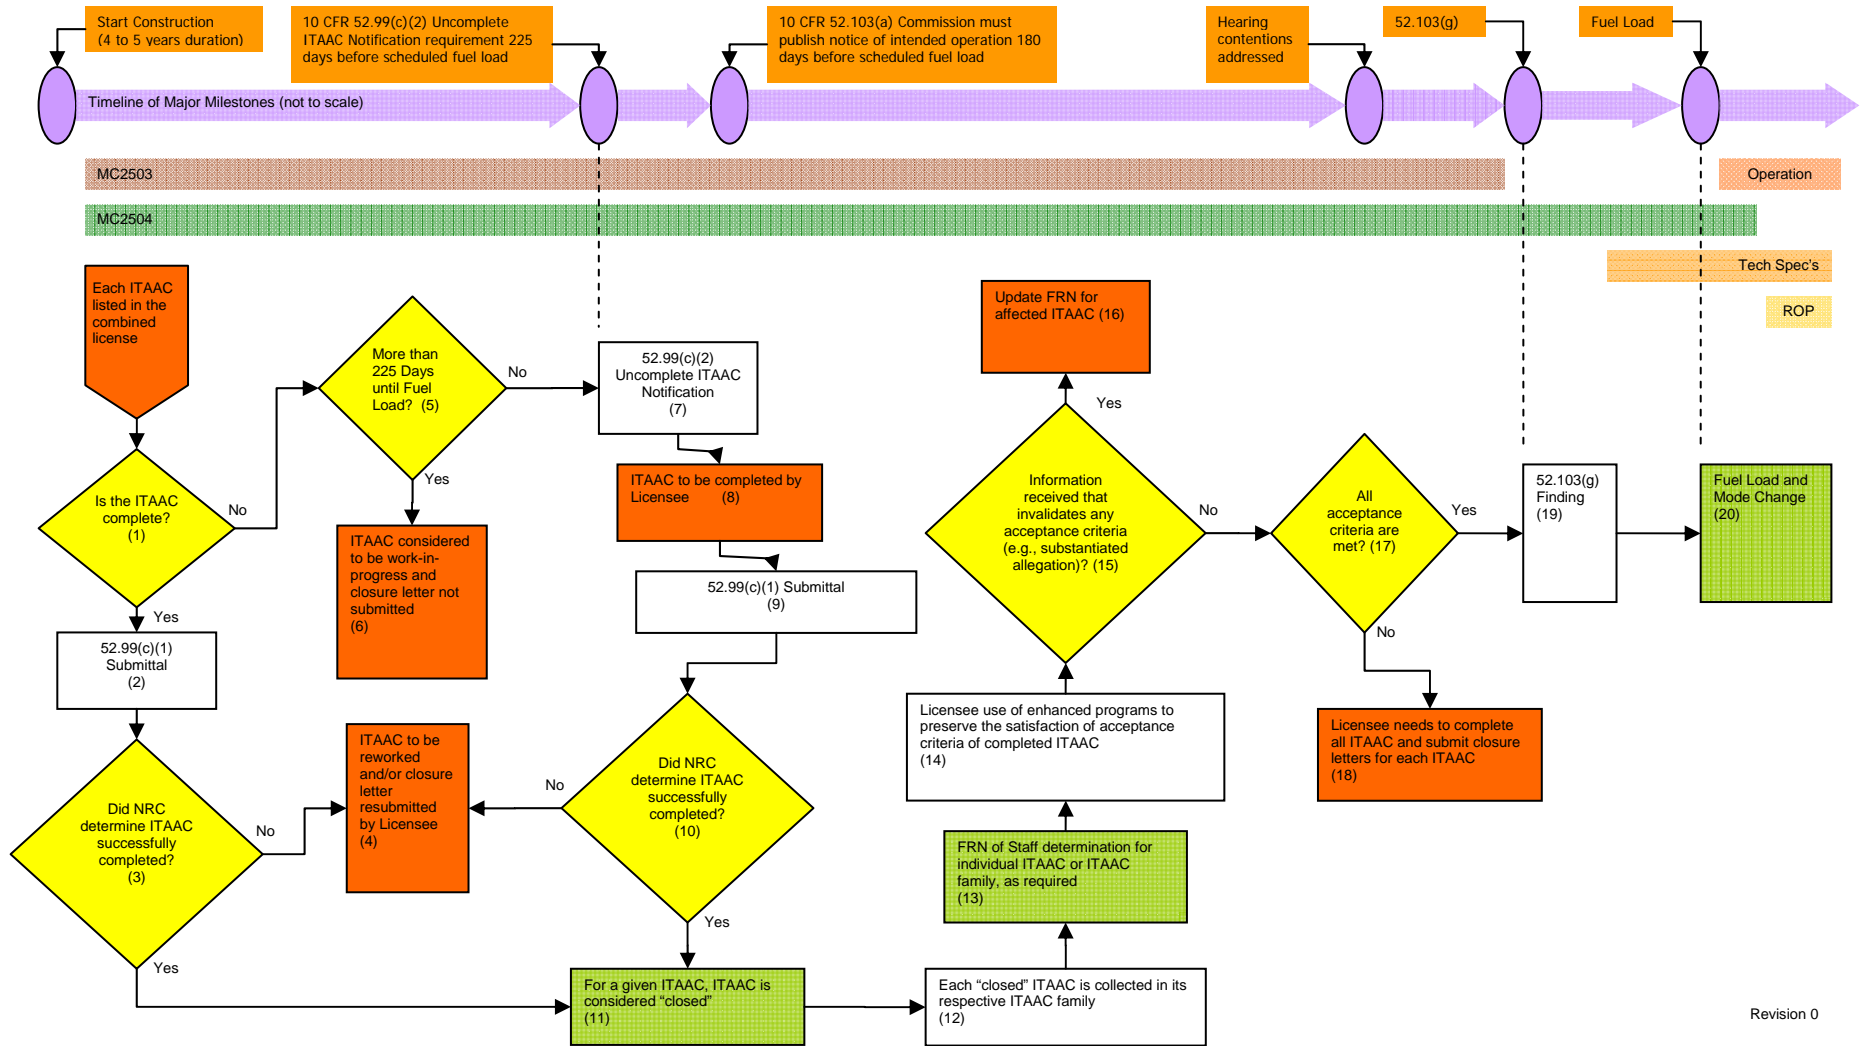 Start Construction
(4 to 5 years duration)
10 CFR 52.99(c)(2) Uncomplete
ITAAC Notification requirement 225
days before scheduled fuel load
10 CFR 52.103(a) Commission must
publish notice of intended operation 180
days before scheduled fuel load
Hearing
contentions
addressed
52.103(g)
Fuel Load
Timeline of Major Milestones (not to scale)
MC2503
Operation
MC2504
Tech Spec's
ROP
Each ITAAC
listed in the
combined
license
Is the ITAAC
complete?
(1)
No
Yes
52.99(c)(1)
Submittal
(2)
Did NRC
determine ITAAC
successfully
completed?
(3)
No
Yes
ITAAC to be
reworked
and/or closure
letter
resubmitted
by Licensee
(4)
More than
225 Days
until Fuel
Load? (5)
No
Yes
ITAAC considered
to be work-in-
progress and
closure letter not
submitted
(6)
52.99(c)(2)
Uncomplete ITAAC
Notification
(7)
ITAAC to be completed by
Licensee (8)
52.99(c)(1) Submittal
(9)
Did NRC
determine ITAAC
successfully
completed?
(10)
No
Yes
For a given ITAAC, ITAAC is
considered “closed”
(11)
Each “closed” ITAAC is collected in its
respective ITAAC family
(12)
FRN of Staff determination for
individual ITAAC or ITAAC
family, as required
(13)
Licensee use of enhanced programs to
preserve the satisfaction of acceptance
criteria of completed ITAAC
(14)
Information
received that
invalidates any
acceptance criteria
(e.g., substantiated
allegation)? (15)
Yes
No
Update FRN for
affected ITAAC (16)
All
acceptance
criteria are
met? (17)
Yes
No
Licensee needs to complete
all ITAAC and submit closure
letters for each ITAAC
(18)
52.103(g)
Finding
(19)
Fuel Load and
Mode Change
(20)
Revision 0